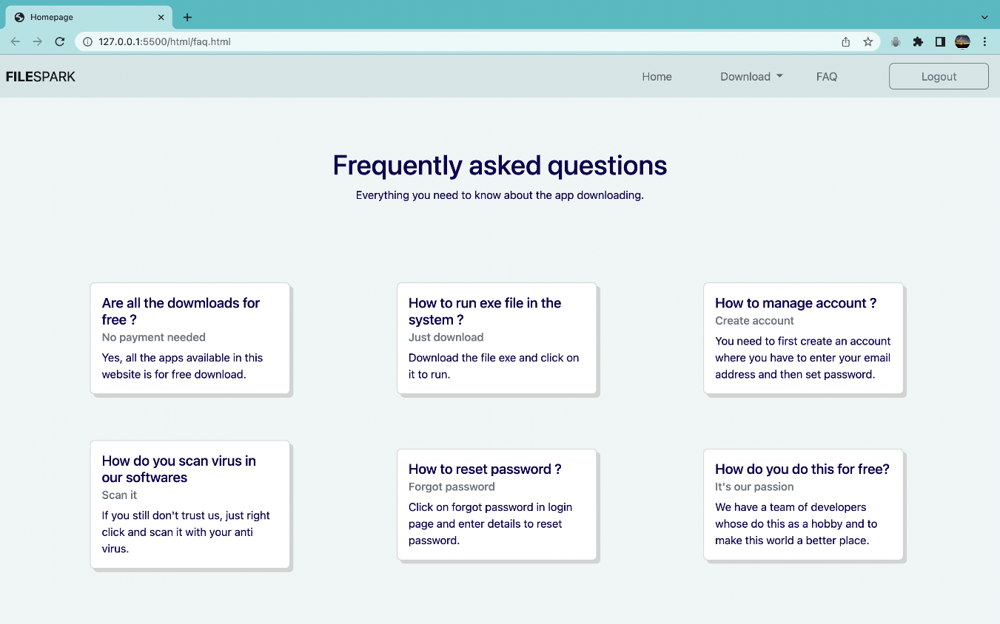 Homepage
127.0.0.1:5500/html/faq.html
FILESPARK
Home
Download
FAQ
Logout
Frequently asked questions
Everything you need to know about the app downloading.
Are all the dowmloads for
free ?
No payment needed
Yes, all the apps available in this
website is for free download.
How to run exe file in the
system ?
Just download
Download the file exe and click on
it to run.
How to manage account ?
Create account
You need to first create an account
where you have to enter your email
address and then set password.
How do you scan virus in
our softwares
Scan it
If you still don't trust us, just right
click and scan it with your anti
virus.
How to reset password ?
Forgot password
Click on forgot password in login
page and enter details to reset
password.
How do you do this for free?
It's our passion
We have a team of developers
whose do this as a hobby and to
make this world a better place.